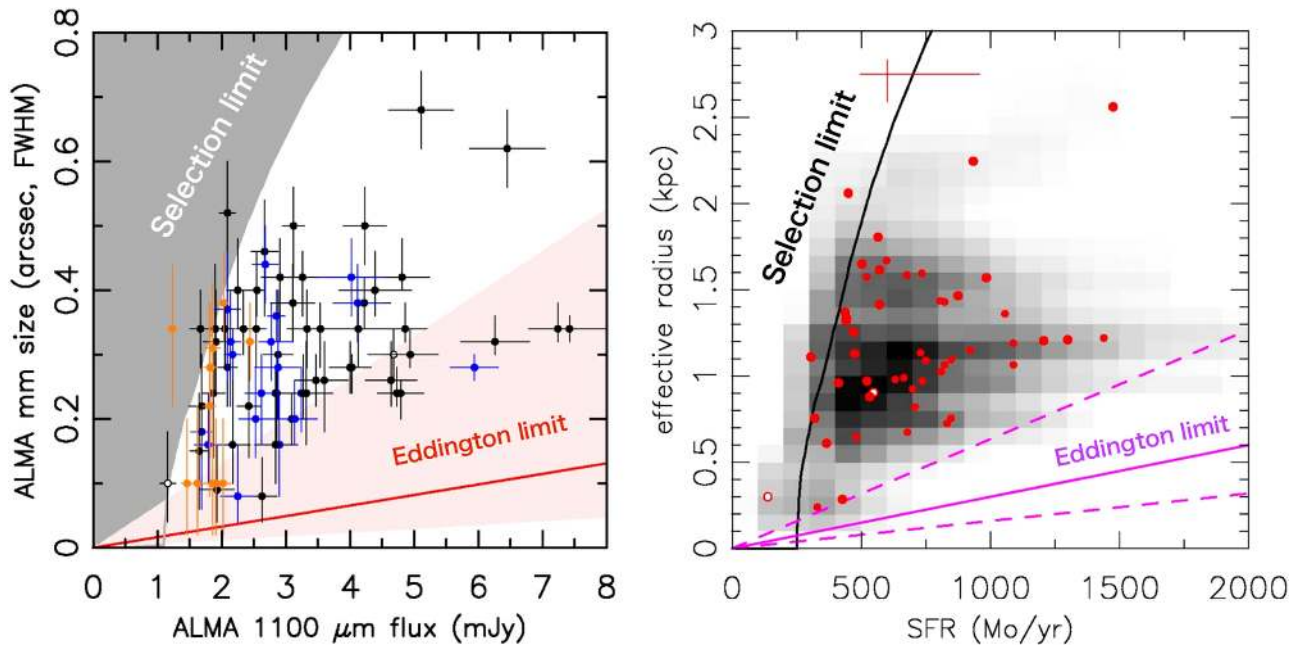 ALMA mm size (arcsec, FWHM)
0.8
0.6
0.4
0.2
0
Selection limit
Eddington limit
0 1 2 3 4 5 6 7 8
ALMA 1100 μm flux (mJy)
effective radius (kpc)
3
2.5
2
1.5
1
0.5
0
Selection limit
Eddington limit
0 500 1000 1500 2000
SFR (Mo/yr)